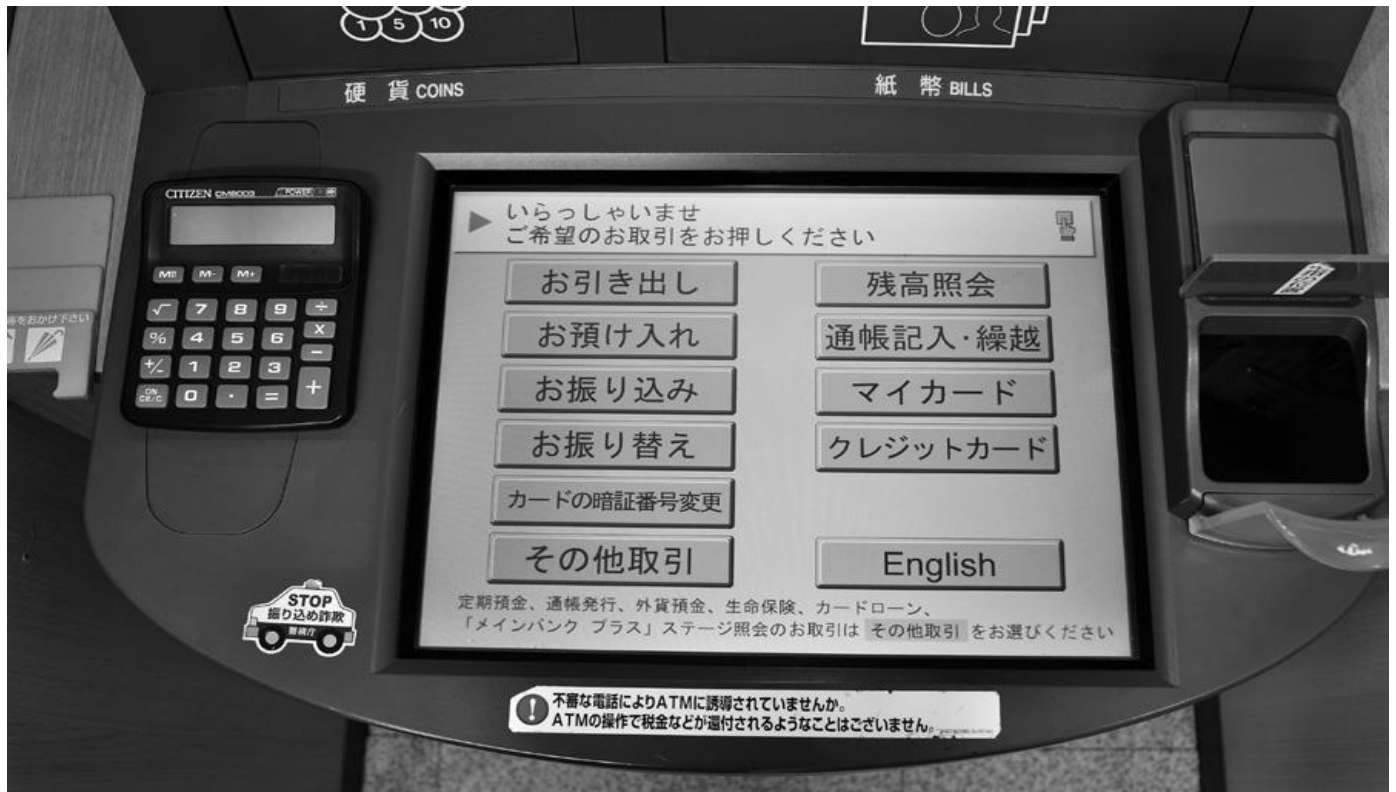 1 5 10
硬貨 COINS
紙幣 BILLS
CITIZEN
POWER
M- M+
√ 7 8 9 ÷
% 4 5 6 X
+/- 1 2 3 −
ON
CE/C 0 · = +
をおかけ下さい
いらっしゃいませ
ご希望のお取引をお押しください
お引き出し
残高照会
お預け入れ
通帳記入・繰越
お振り込み
マイカード
お振り替え
クレジットカード
カードの暗証番号変更
その他取引
English
定期預金、通帳発行、外貨預金、生命保険、カードローン、
「メインバンク プラス」ステージ照会のお取引は その他取引 をお選びください
STOP
振り込め詐欺
警視庁
不審な電話によりATMに誘導されていませんか。
ATMの操作で税金などが還付されるようなことはございません。